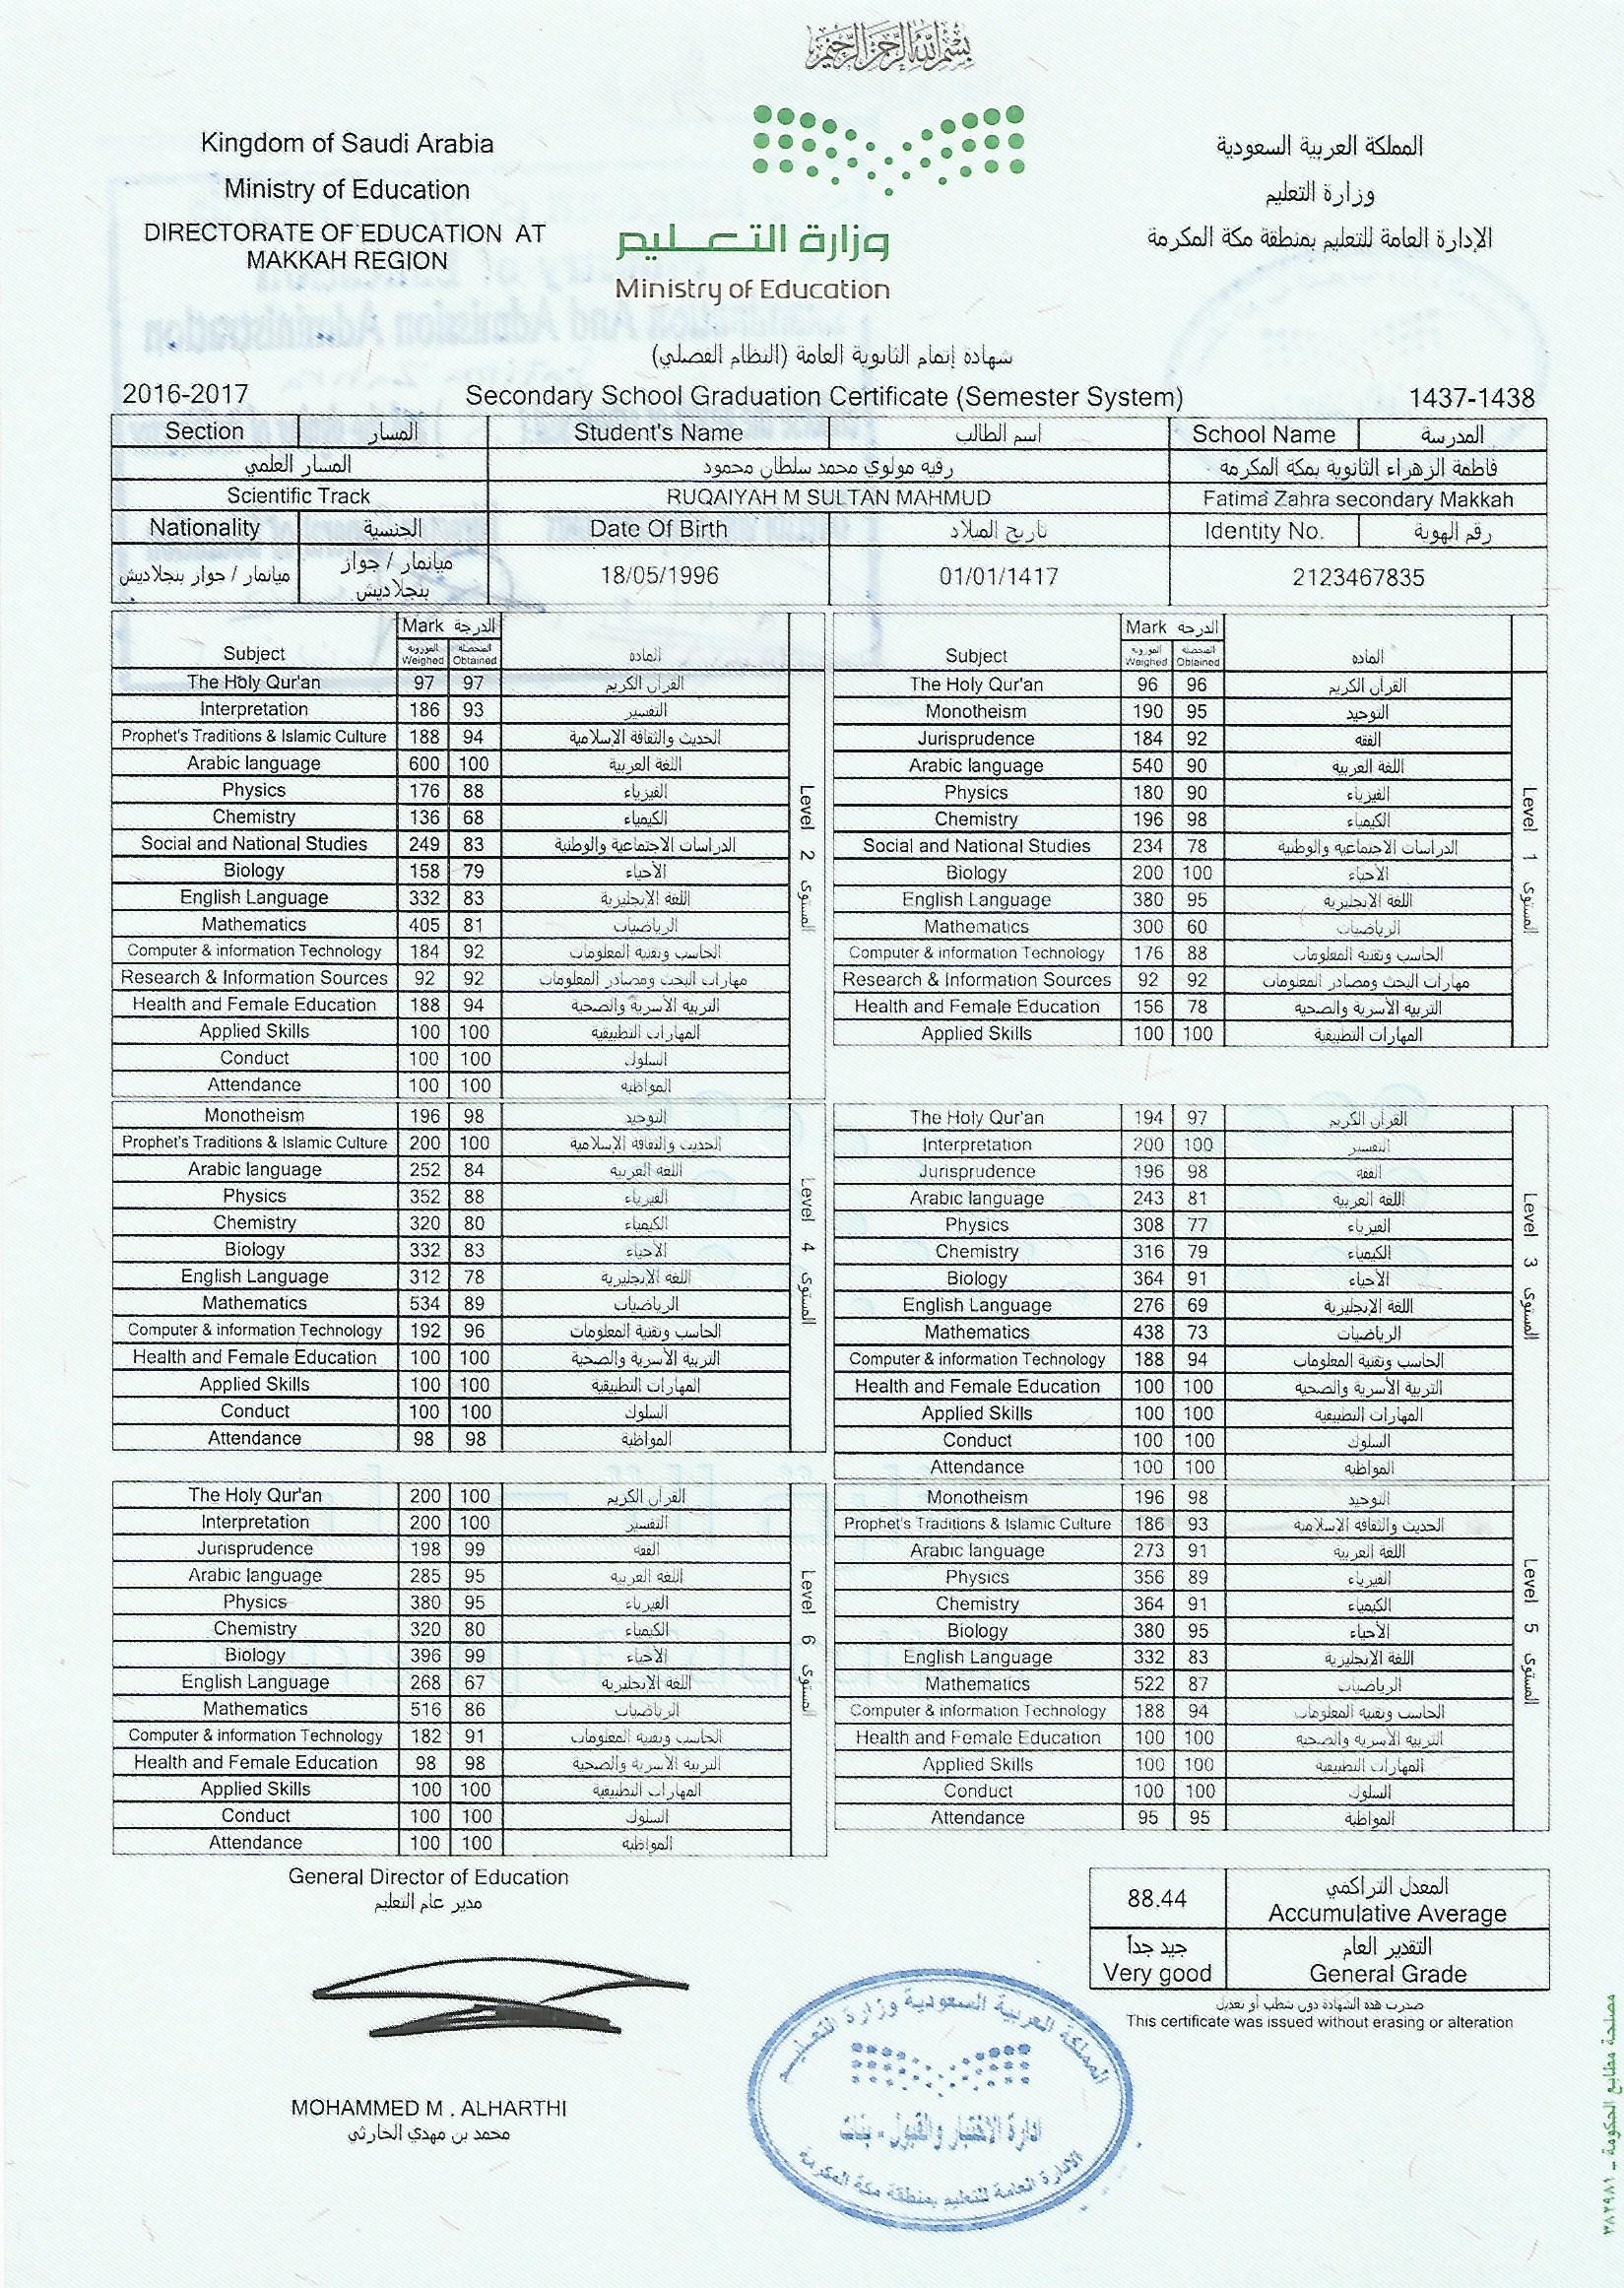 بسم الله الرحمن الرحيم
Kingdom of Saudi Arabia
Ministry of Education
DIRECTORATE OF EDUCATION AT
MAKKAH REGION
وزارة التعليم
Ministry of Education
المملكة العربية السعودية
وزارة التعليم
الإدارة العامة للتعليم بمنطقة مكة المكرمة
شهادة إتمام الثانوية العامة (النظام الفصلي)
2016-2017 Secondary School Graduation Certificate (Semester System) 1437-1438
Section المسار Student's Name اسم الطالب School Name المدرسة
المسار العلمي رقيه مولوي محمد سلطان محمود فاطمة الزهراء الثانوية بمكة المكرمه
Scientific Track RUQAIYAH M SULTAN MAHMUD Fatima Zahra secondary Makkah
Nationality الجنسية Date Of Birth تاريخ الميلاد Identity No. رقم الهوية
ميانمار / جواز بنجلاديش ميانمار / جواز بنجلاديش 18/05/1996 01/01/1417 2123467835
Subject Mark الدرجة المادة
الموزونة Weighed المحصلة Obtained
Level 1 المستوى
The Holy Qur'an 96 96 القرآن الكريم
Monotheism 190 95 التوحيد
Jurisprudence 184 92 الفقه
Arabic language 540 90 اللغة العربية
Physics 180 90 الفيزياء
Chemistry 196 98 الكيمياء
Social and National Studies 234 78 الدراسات الاجتماعية والوطنية
Biology 200 100 الأحياء
English Language 380 95 اللغة الإنجليزية
Mathematics 300 60 الرياضيات
Computer & information Technology 176 88 الحاسب وتقنية المعلومات
Research & Information Sources 92 92 مهارات البحث ومصادر المعلومات
Health and Female Education 156 78 التربية الأسرية والصحية
Applied Skills 100 100 المهارات التطبيقية
Subject Mark الدرجة المادة
الموزونة Weighed المحصلة Obtained
Level 2 المستوى
The Holy Qur'an 97 97 القرآن الكريم
Interpretation 186 93 التفسير
Prophet's Traditions & Islamic Culture 188 94 الحديث والثقافة الإسلامية
Arabic language 600 100 اللغة العربية
Physics 176 88 الفيزياء
Chemistry 136 68 الكيمياء
Social and National Studies 249 83 الدراسات الاجتماعية والوطنية
Biology 158 79 الأحياء
English Language 332 83 اللغة الإنجليزية
Mathematics 405 81 الرياضيات
Computer & information Technology 184 92 الحاسب وتقنية المعلومات
Research & Information Sources 92 92 مهارات البحث ومصادر المعلومات
Health and Female Education 188 94 التربية الأسرية والصحية
Applied Skills 100 100 المهارات التطبيقية
Conduct 100 100 السلوك
Attendance 100 100 المواظبة
Level 3 المستوى
The Holy Qur'an 194 97 القرآن الكريم
Interpretation 200 100 التفسير
Jurisprudence 196 98 الفقه
Arabic language 243 81 اللغة العربية
Physics 308 77 الفيزياء
Chemistry 316 79 الكيمياء
Biology 364 91 الأحياء
English Language 276 69 اللغة الإنجليزية
Mathematics 438 73 الرياضيات
Computer & information Technology 188 94 الحاسب وتقنية المعلومات
Health and Female Education 100 100 التربية الأسرية والصحية
Applied Skills 100 100 المهارات التطبيقية
Conduct 100 100 السلوك
Attendance 100 100 المواظبة
Level 4 المستوى
Monotheism 196 98 التوحيد
Prophet's Traditions & Islamic Culture 200 100 الحديث والثقافة الإسلامية
Arabic language 252 84 اللغة العربية
Physics 352 88 الفيزياء
Chemistry 320 80 الكيمياء
Biology 332 83 الأحياء
English Language 312 78 اللغة الإنجليزية
Mathematics 534 89 الرياضيات
Computer & information Technology 192 96 الحاسب وتقنية المعلومات
Health and Female Education 100 100 التربية الأسرية والصحية
Applied Skills 100 100 المهارات التطبيقية
Conduct 100 100 السلوك
Attendance 98 98 المواظبة
Level 5 المستوى
Monotheism 196 98 التوحيد
Prophet's Traditions & Islamic Culture 186 93 الحديث والثقافة الإسلامية
Arabic language 273 91 اللغة العربية
Physics 356 89 الفيزياء
Chemistry 364 91 الكيمياء
Biology 380 95 الأحياء
English Language 332 83 اللغة الإنجليزية
Mathematics 522 87 الرياضيات
Computer & information Technology 188 94 الحاسب وتقنية المعلومات
Health and Female Education 100 100 التربية الأسرية والصحية
Applied Skills 100 100 المهارات التطبيقية
Conduct 100 100 السلوك
Attendance 95 95 المواظبة
Level 6 المستوى
The Holy Qur'an 200 100 القرآن الكريم
Interpretation 200 100 التفسير
Jurisprudence 198 99 الفقه
Arabic language 285 95 اللغة العربية
Physics 380 95 الفيزياء
Chemistry 320 80 الكيمياء
Biology 396 99 الأحياء
English Language 268 67 اللغة الإنجليزية
Mathematics 516 86 الرياضيات
Computer & information Technology 182 91 الحاسب وتقنية المعلومات
Health and Female Education 98 98 التربية الأسرية والصحية
Applied Skills 100 100 المهارات التطبيقية
Conduct 100 100 السلوك
Attendance 100 100 المواظبة
General Director of Education
مدير عام التعليم
MOHAMMED M . ALHARTHI
محمد بن مهدي الحارثي
88.44 المعدل التراكمي
Accumulative Average
جيد جداً التقدير العام
Very good General Grade
صدرت هذه الشهادة دون شطب أو تعديل
This certificate was issued without erasing or alteration
المملكة العربية السعودية وزارة التعليم
ادارة الاختبار والقبول - بنات
الإدارة العامة للتعليم بمنطقة مكة المكرمة
مصلحة مطابع الحكومة - ٣٨٢٩٨١